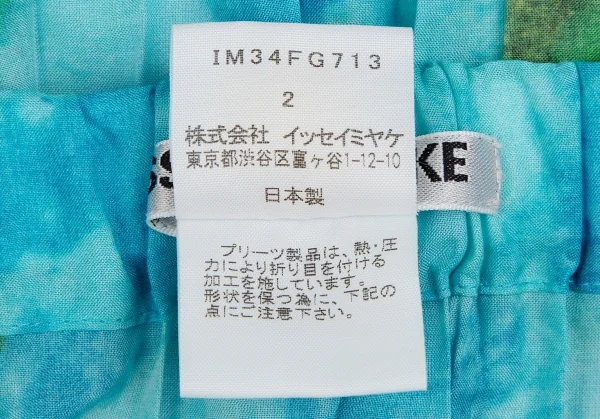 IM34FG713
2
株式会社 イッセイミヤケ
東京都渋谷区富ヶ谷1-12-10
日本製
プリーツ製品は、熱・圧
力により折り目を付ける
加工を施しています。
形状を保つ為に、下記の
点にご注意下さい。
KE